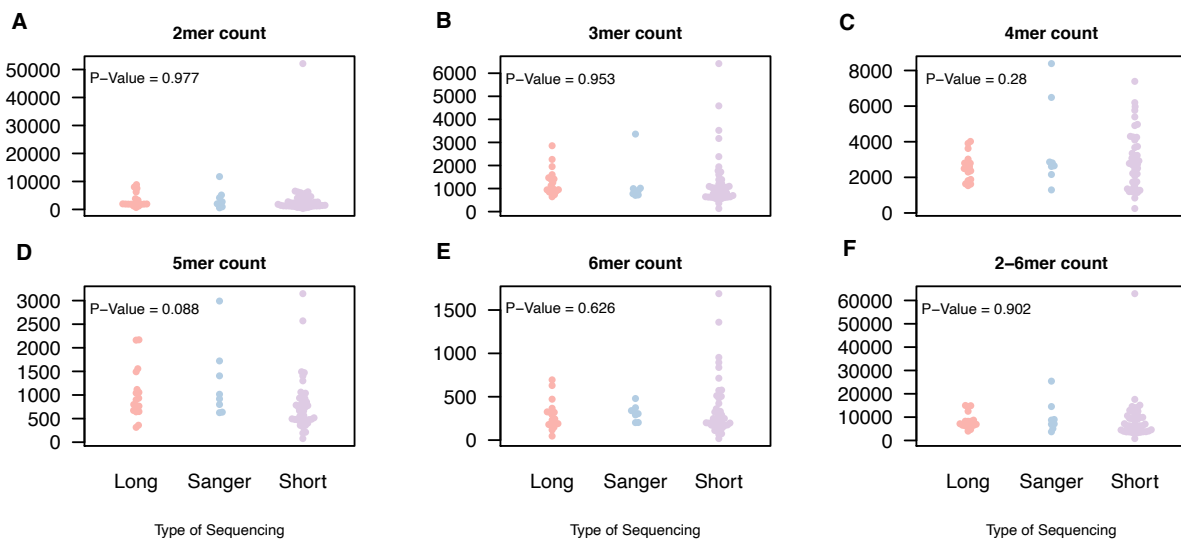 A
2mer count
P-Value = 0.977
50000
40000
30000
20000
10000
0
B
3mer count
P-Value = 0.953
6000
5000
4000
3000
2000
1000
0
C
4mer count
P-Value = 0.28
8000
6000
4000
2000
0
D
5mer count
P-Value = 0.088
3000
2500
2000
1500
1000
500
0
Long Sanger Short
Type of Sequencing
E
6mer count
P-Value = 0.626
1500
1000
500
0
Long Sanger Short
F
2-6mer count
P-Value = 0.902
60000
50000
40000
30000
20000
10000
0
Long Sanger Short
Type of Sequencing
Type of Sequencing